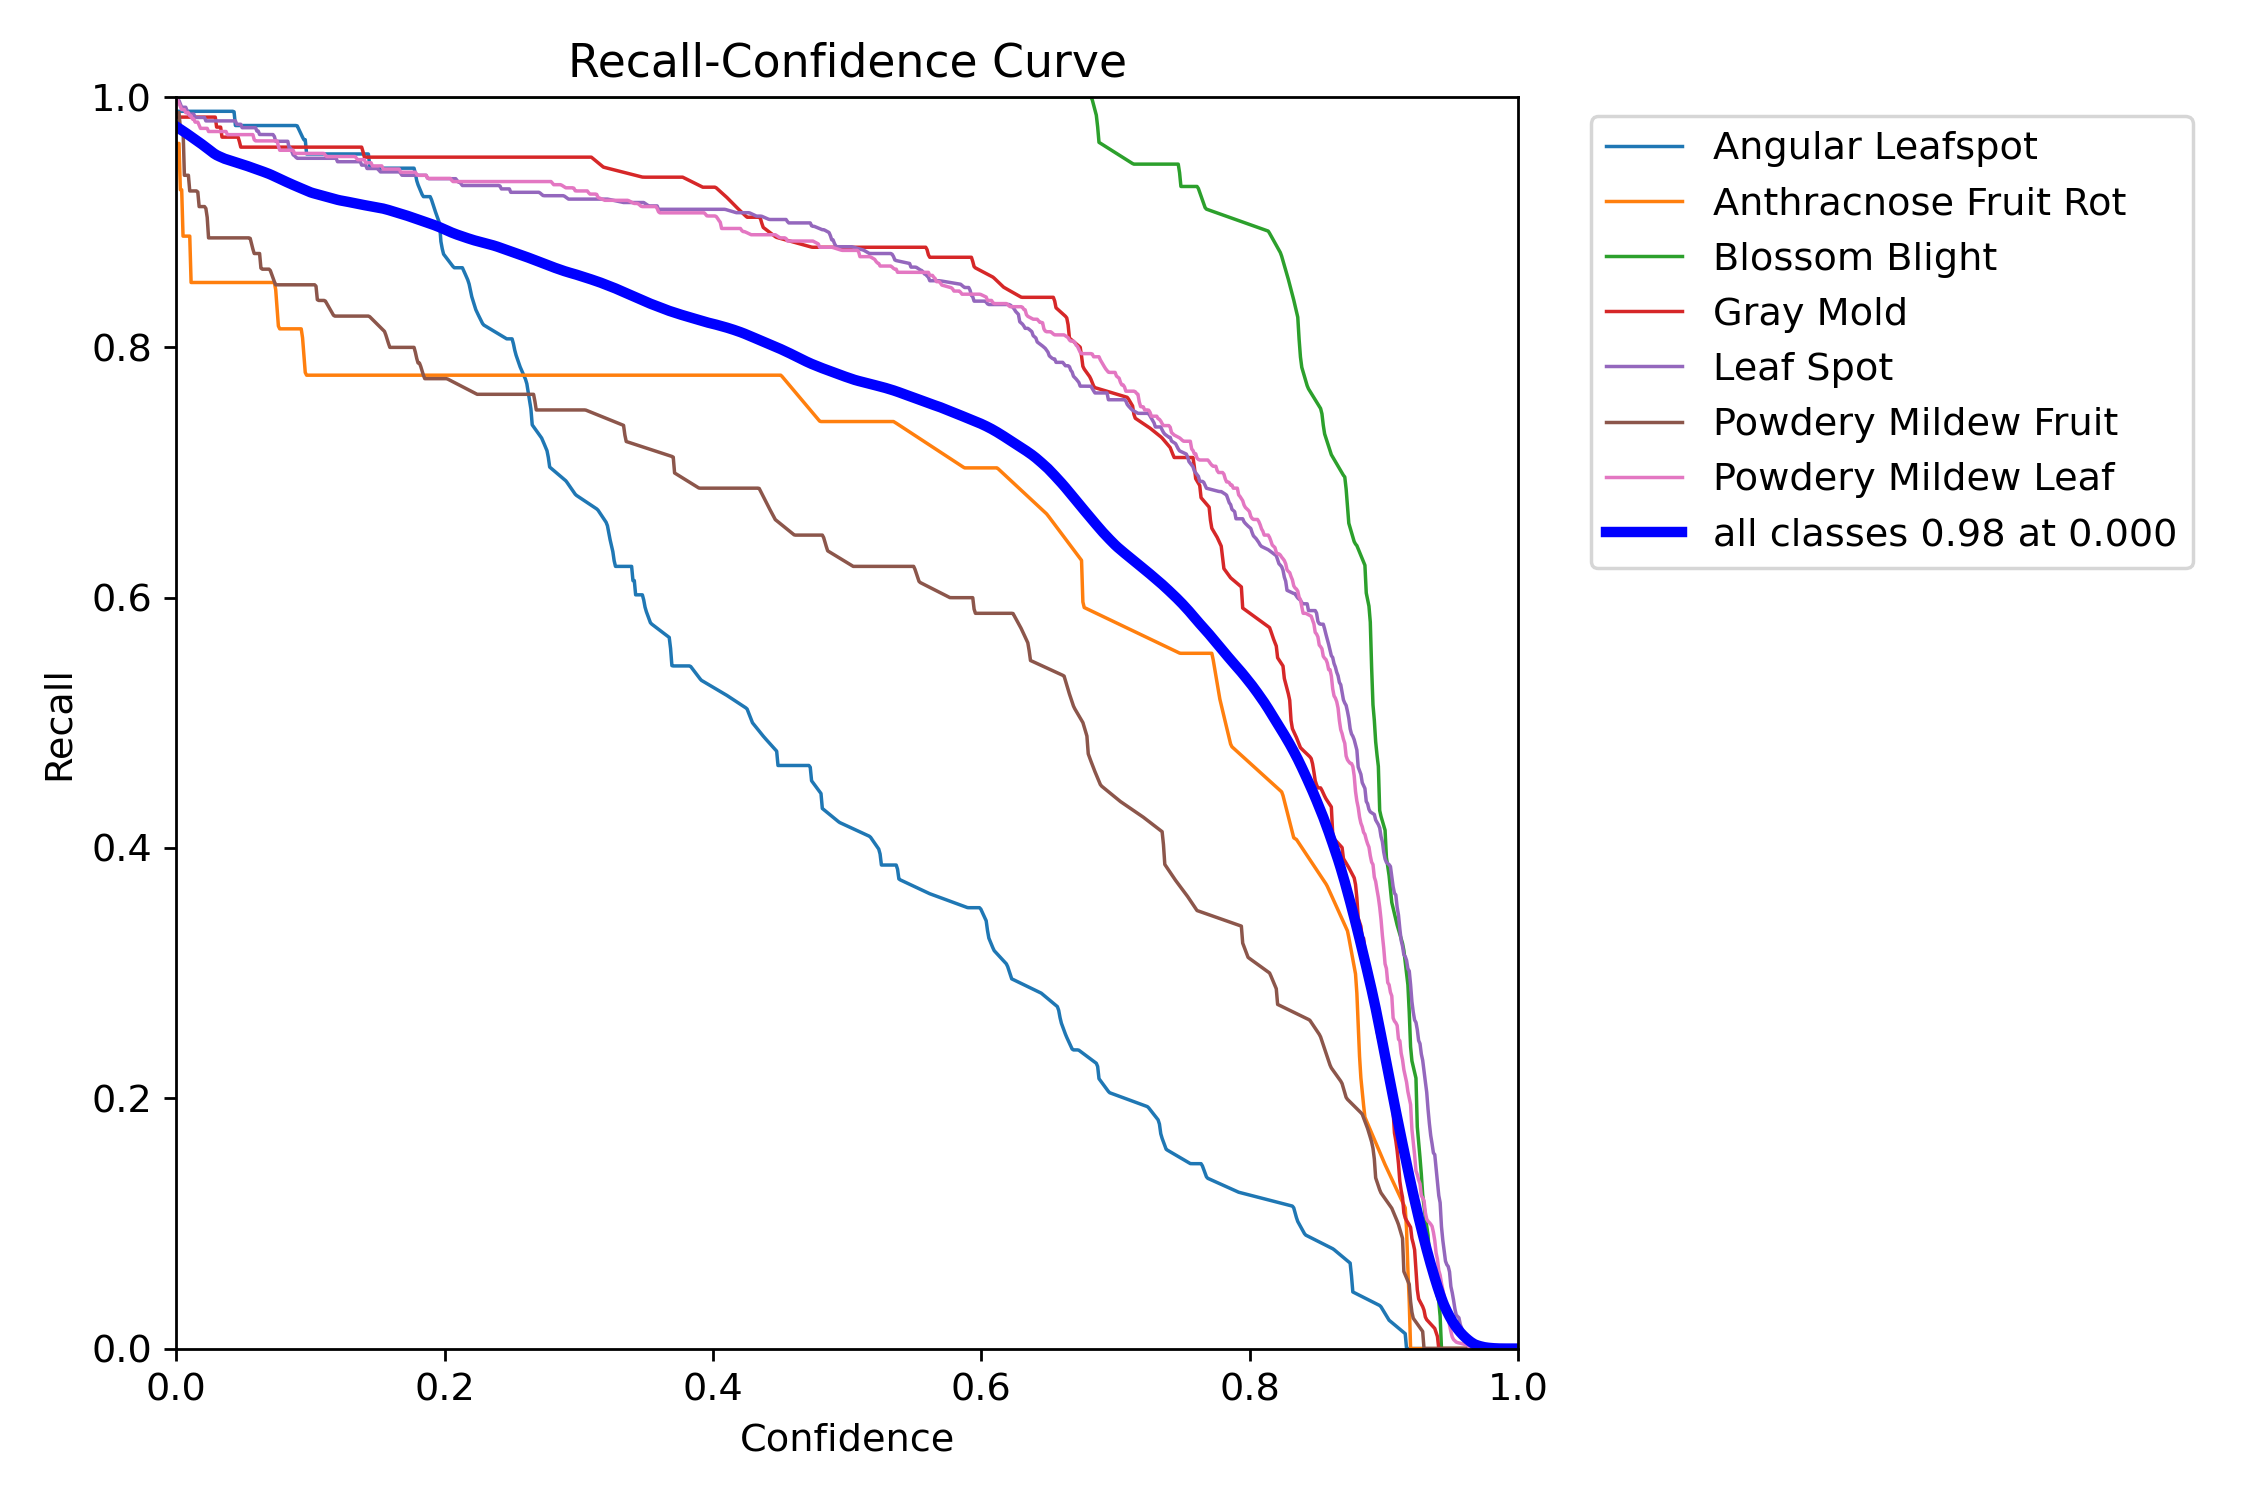 Recall-Confidence Curve
1.0
0.8
0.6
0.4
0.2
0.0
Recall
0.0 0.2 0.4 0.6 0.8 1.0
Confidence
Angular Leafspot
Anthracnose Fruit Rot
Blossom Blight
Gray Mold
Leaf Spot
Powdery Mildew Fruit
Powdery Mildew Leaf
all classes 0.98 at 0.000